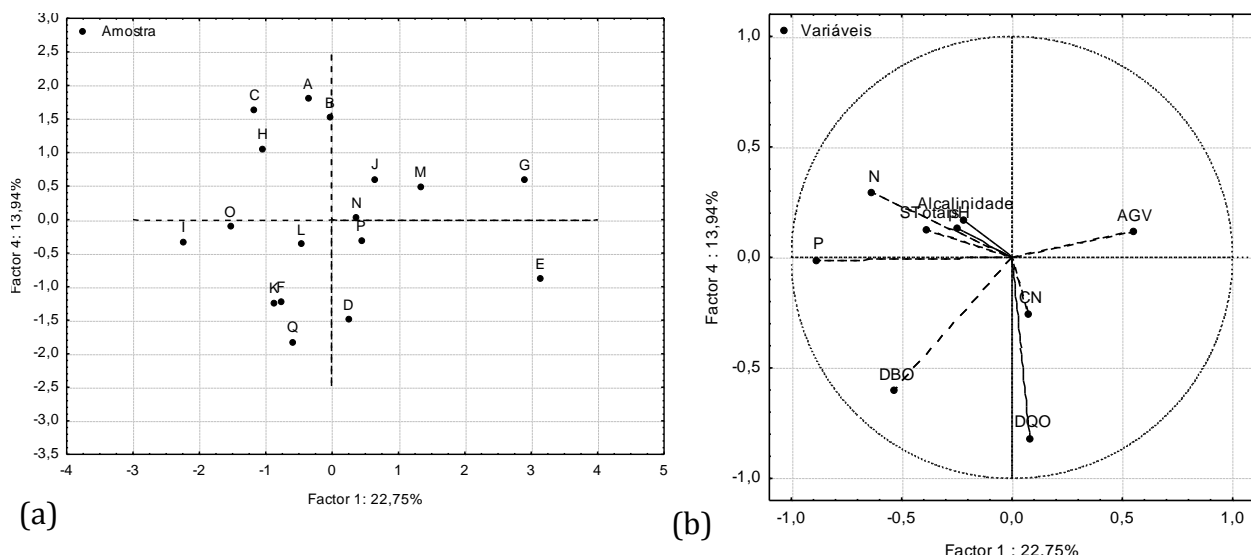 Amostra
3,0
2,5
2,0
1,5
1,0
0,5
0,0
-0,5
-1,0
-1,5
-2,0
-2,5
-3,0
-3,5
Factor 4: 13,94%
A
B
C
H
J
M
G
N
O
I
L
P
E
K F
D
Q
-4 -3 -2 -1 0 1 2 3 4 5
Factor 1: 22,75%
(a)
Variáveis
1,0
0,5
0,0
-0,5
-1,0
Factor 4 : 13,94%
N
Alcalinidade
STotais pH
AGV
P
CN
DBO
DQO
-1,0 -0,5 0,0 0,5 1,0
Factor 1 : 22,75%
(b)